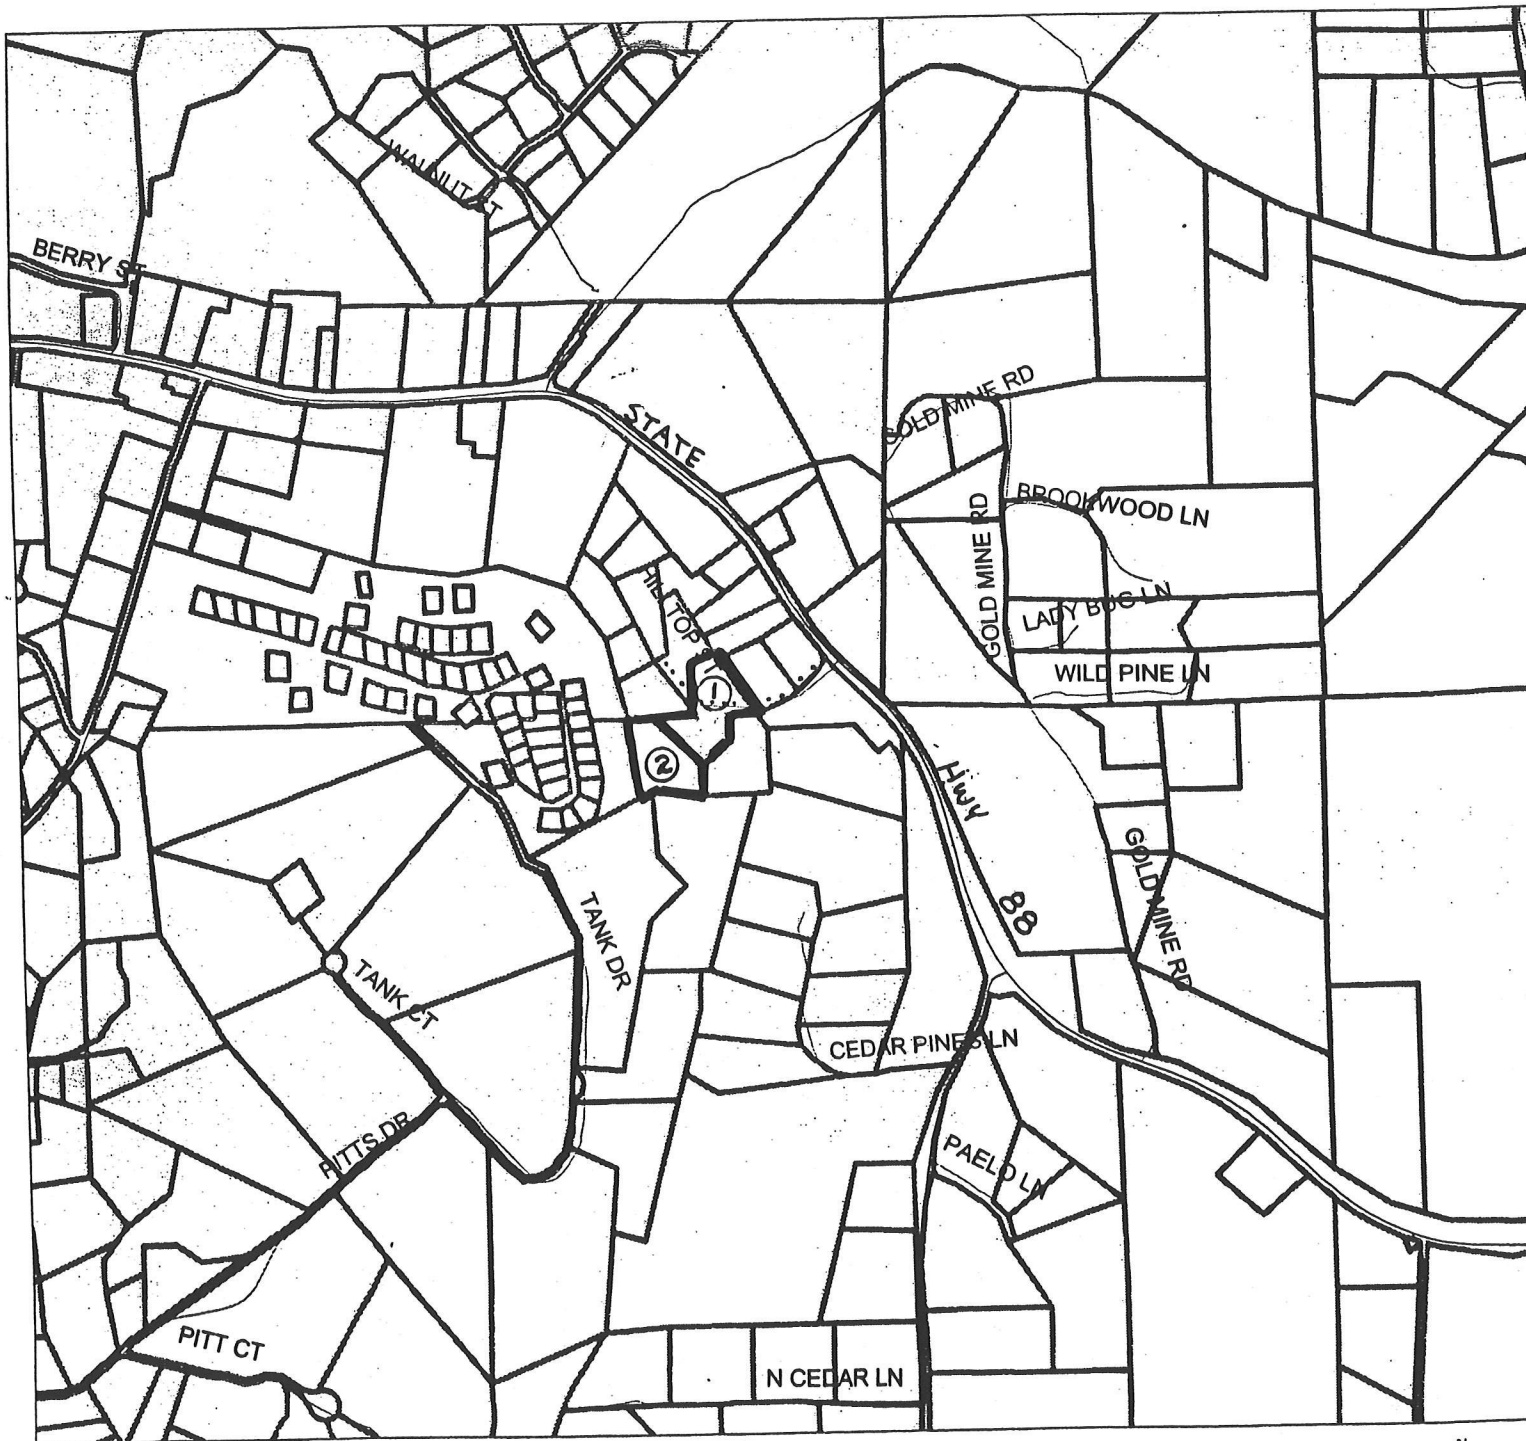 WALNUT ST
BERRY ST
STATE
GOLD MINE RD
GOLD MINE RD
BROOKWOOD LN
HILLTOP ST
LADY BUG LN
WILD PINE LN
1
2
HWY
88
GOLD MINE RD
TANK DR
TANK CT
CEDAR PINES LN
PITTS DR
PAELO LN
PITT CT
N CEDAR LN